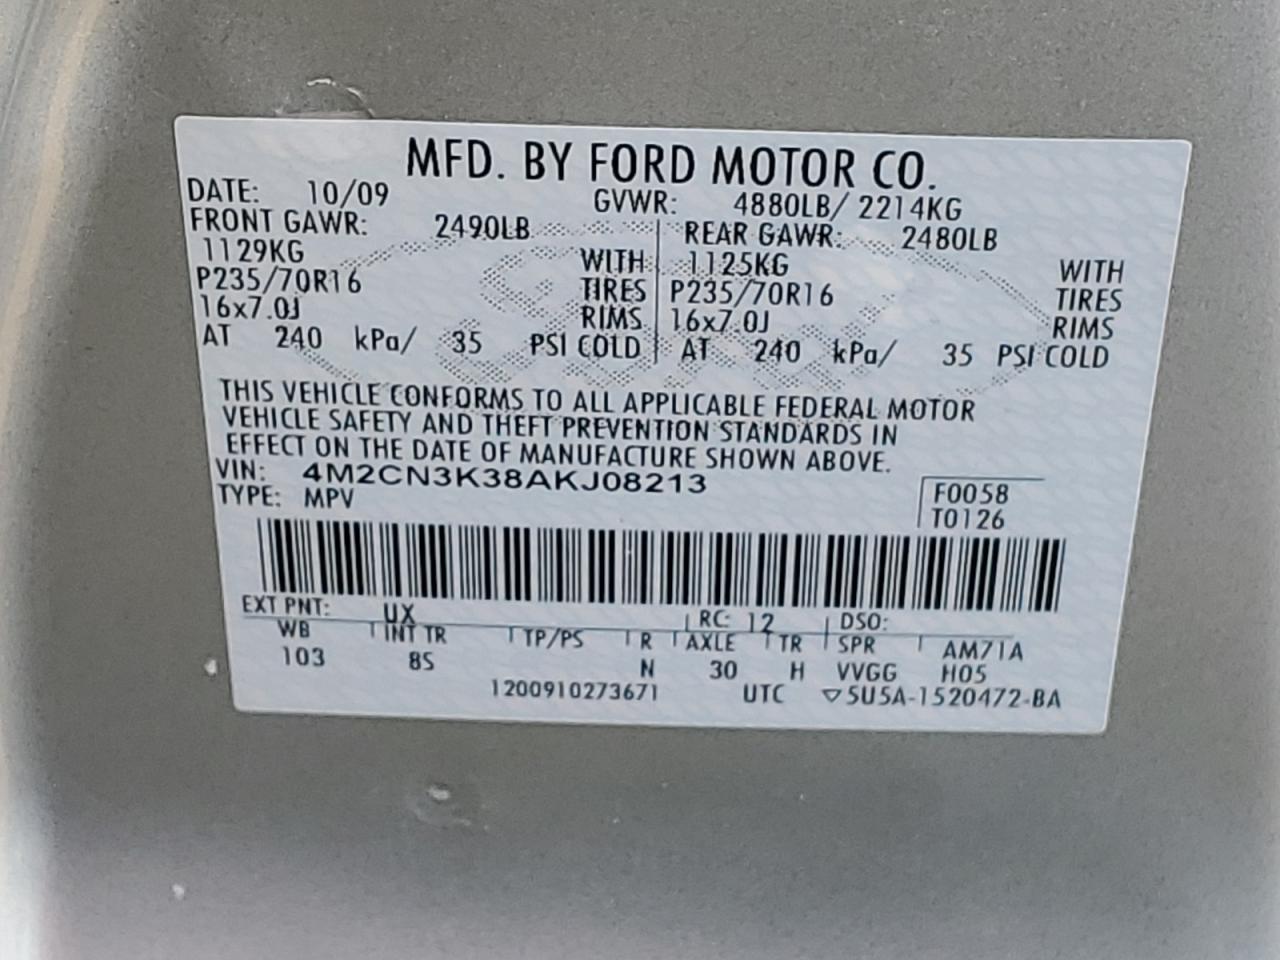 MFD. BY FORD MOTOR CO.
DATE: 10/09 GVWR: 4880LB/ 2214KG
FRONT GAWR: 2490LB REAR GAWR: 2480LB
1129KG WITH 1125KG WITH
P235/70R16 TIRES P235/70R16 TIRES
16x7.0J RIMS 16x7.0J RIMS
AT 240 kPa/ 35 PSI COLD AT 240 kPa/ 35 PSI COLD
THIS VEHICLE CONFORMS TO ALL APPLICABLE FEDERAL MOTOR
VEHICLE SAFETY AND THEFT PREVENTION STANDARDS IN
EFFECT ON THE DATE OF MANUFACTURE SHOWN ABOVE.
VIN: 4M2CN3K38AKJ08213 F0058
TYPE: MPV T0126
EXT PNT: UX RC: 12 DSO:
WB INT TR TP/PS R AXLE TR SPR AM71A
103 8S N 30 H VVGG H05
1200910273671 UTC ▽5U5A-1520472-BA